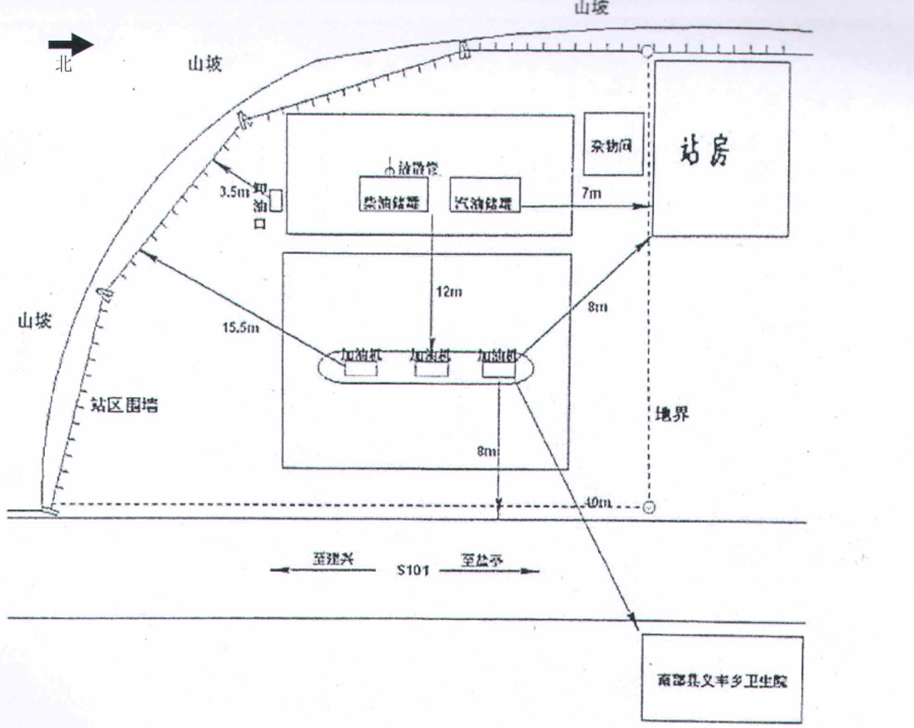 山坡
北
山坡
杂物间
站房
放散管
3.5m
卸油口
柴油储罐
汽油储罐
7m
12m
8m
山坡
15.5m
加油机
加油机
加油机
站区围墙
地界
8m
40m
至建兴
S101
至盐亭
南部县义丰乡卫生院